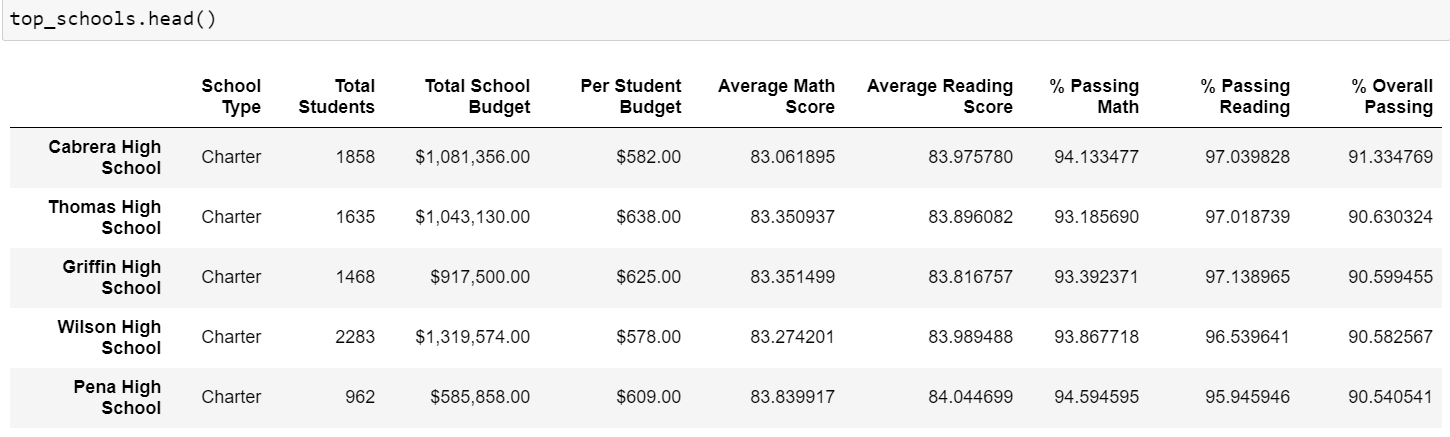 top_schools.head()
School Type Total Students Total School Budget Per Student Budget Average Math Score Average Reading Score % Passing Math % Passing Reading % Overall Passing
Cabrera High School Charter 1858 $1,081,356.00 $582.00 83.061895 83.975780 94.133477 97.039828 91.334769
Thomas High School Charter 1635 $1,043,130.00 $638.00 83.350937 83.896082 93.185690 97.018739 90.630324
Griffin High School Charter 1468 $917,500.00 $625.00 83.351499 83.816757 93.392371 97.138965 90.599455
Wilson High School Charter 2283 $1,319,574.00 $578.00 83.274201 83.989488 93.867718 96.539641 90.582567
Pena High School Charter 962 $585,858.00 $609.00 83.839917 84.044699 94.594595 95.945946 90.540541